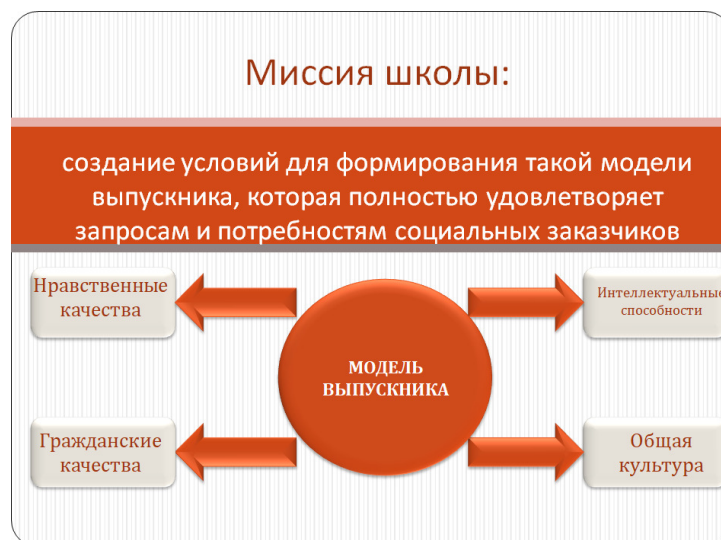 Миссия школы:
создание условий для формирования такой модели
выпускника, которая полностью удовлетворяет
запросам и потребностям социальных заказчиков
Нравственные
качества
Интеллектуальные
способности
МОДЕЛЬ
ВЫПУСКНИКА
Гражданские
качества
Общая
культура